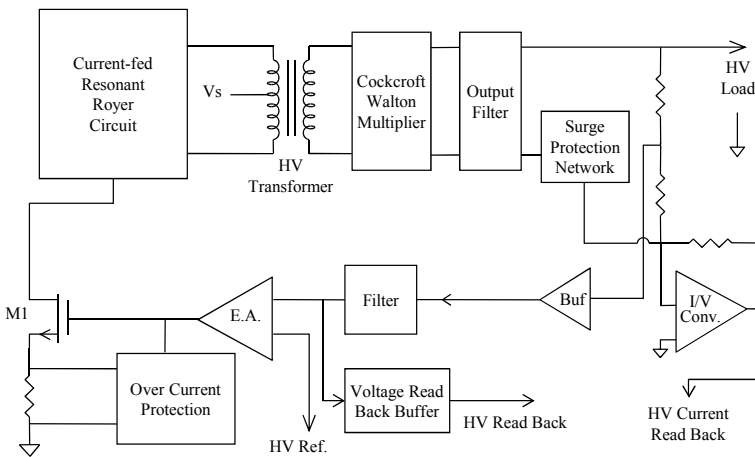 Current-fed
Resonant
Royer
Circuit
Vs
HV
Transformer
Cockcroft
Walton
Multiplier
Output
Filter
Surge
Protection
Network
HV
Load
M1
E.A.
Filter
Buf
I/V
Conv.
Over Current
Protection
HV Ref.
Voltage Read
Back Buffer
HV Read Back
HV Current
Read Back